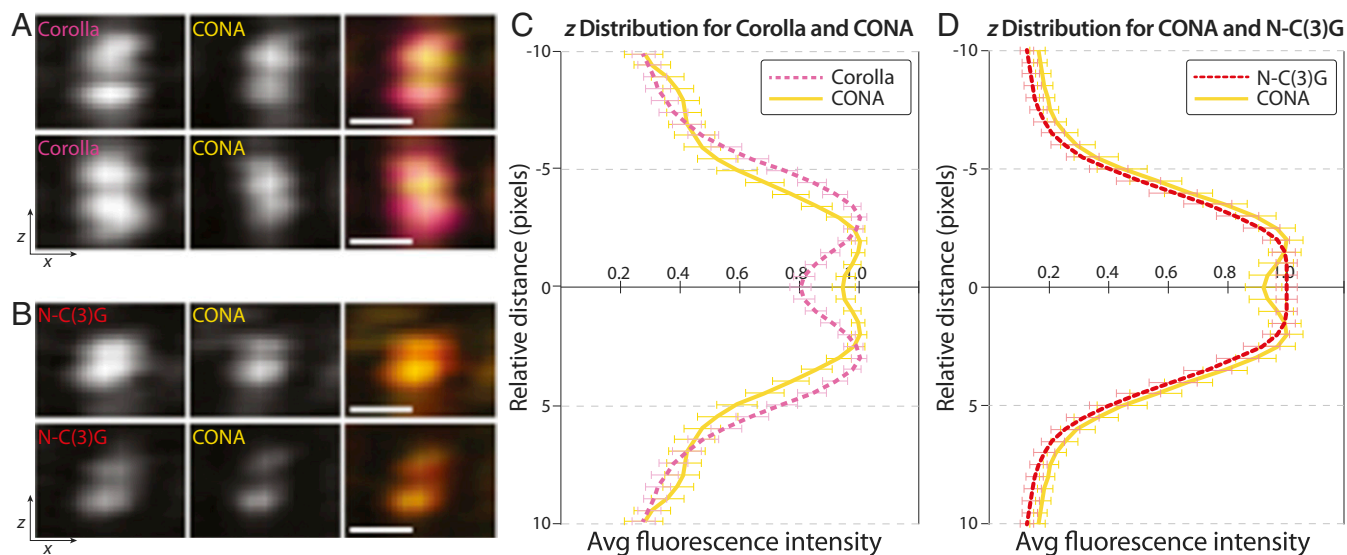 A
Corolla
CONA
Corolla
CONA
z
x
B
N-C(3)G
CONA
N-C(3)G
CONA
z
x
C
z Distribution for Corolla and CONA
-10
Corolla
CONA
-5
0.2 0.4 0.6 0.8 1.0
0
5
10
Relative distance (pixels)
Avg fluorescence intensity
D
z Distribution for CONA and N-C(3)G
-10
N-C(3)G
CONA
-5
0.2 0.4 0.6 0.8 1.0
0
5
10
Relative distance (pixels)
Avg fluorescence intensity